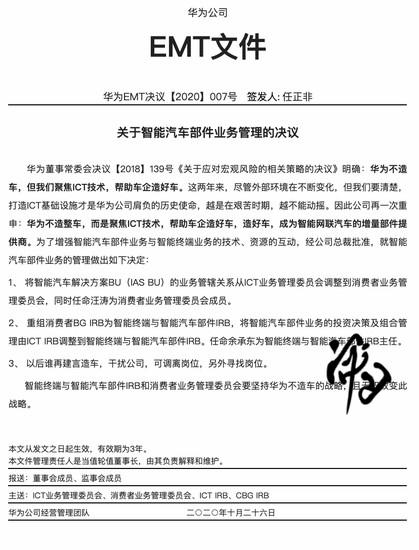 华为公司
EMT文件
华为EMT决议【2020】007号 签发人: 任正非
关于智能汽车部件业务管理的决议
华为董事常委会决议【2018】139号《关于应对宏观风险的相关策略的决议》明确：华为不造
车，但我们聚焦ICT技术，帮助车企造好车。这两年来，尽管外部环境在不断变化，但我们要清楚，
打造ICT基础设施才是华为公司肩负的历史使命，越是在艰苦时期，越不能动摇。因此公司再一次重
申：华为不造整车，而是聚焦ICT技术，帮助车企造好车，造好车，成为智能网联汽车的增量部件提
供商。为了增强智能汽车部件业务与智能终端业务的技术、资源的互动，经公司总裁批准，就智能
汽车部件业务的管理做出如下决定：
1、 将智能汽车解决方案BU（IAS BU）的业务管辖关系从ICT业务管理委员会调整到消费者业务管
理委员会，同时任命汪涛为消费者业务管理委员会成员。
2、 重组消费者BG IRB为智能终端与智能汽车部件IRB，将智能汽车部件业务的投资决策及组合管
理由ICT IRB调整到智能终端与智能汽车部件IRB。任命余承东为智能终端与智能汽车部件IRB主任。
3、 以后谁再建言造车，干扰公司，可调离岗位，另外寻找岗位。
智能终端与智能汽车部件IRB和消费者业务管理委员会要坚持华为不造车的战略，且无权改变此
战略。
本文从发文之日起生效，有效期为3年。
本文件管理责任人是当值轮值董事长，由其负责解释和维护。
报送：董事会成员、监事会成员
主送：ICT业务管理委员会、消费者业务管理委员会、ICT IRB、CBG IRB
华为公司经营管理团队 二〇二〇年十月二十六日